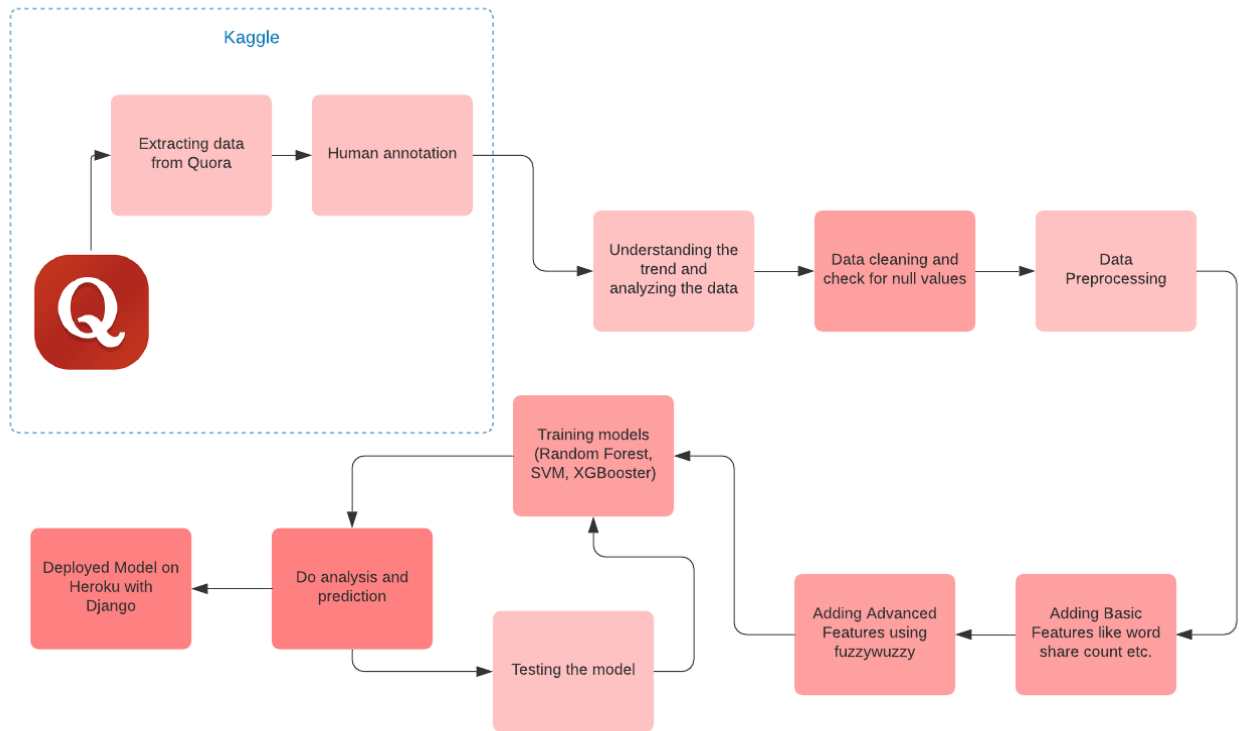 Kaggle
Extracting data
from Quora
Human annotation
Understanding the
trend and
analyzing the data
Data cleaning and
check for null values
Data
Preprocessing
Training models
(Random Forest,
SVM, XGBooster)
Deployed Model on
Heroku with
Django
Do analysis and
prediction
Testing the model
Adding Advanced
Features using
fuzzywuzzy
Adding Basic
Features like word
share count etc.
Q